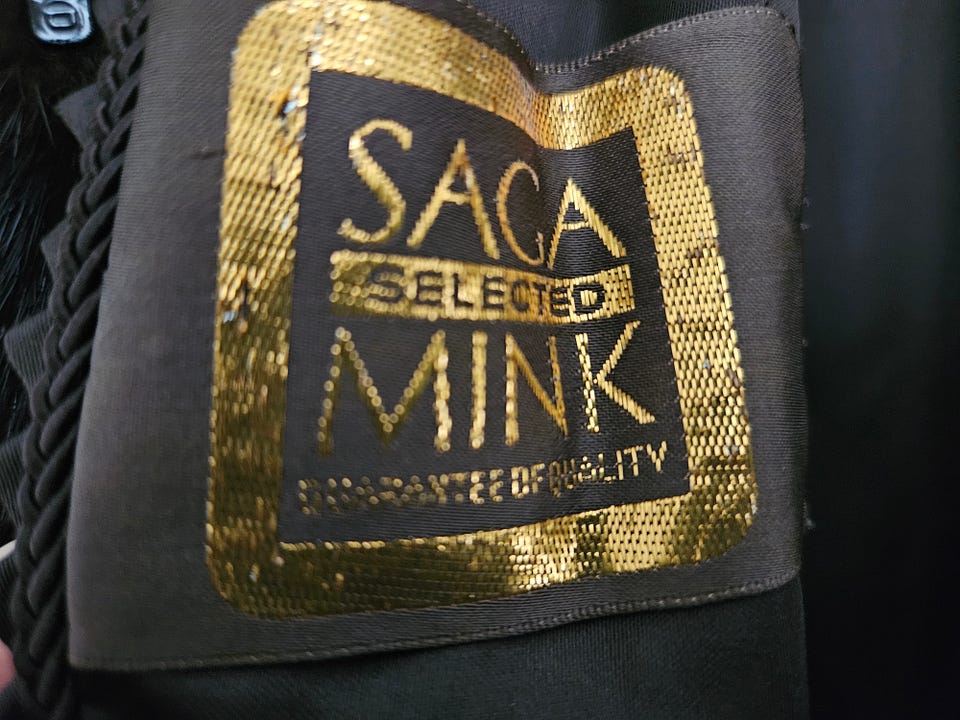 SAGA
SELECTED
MINK
GUARANTEE OF QUALITY